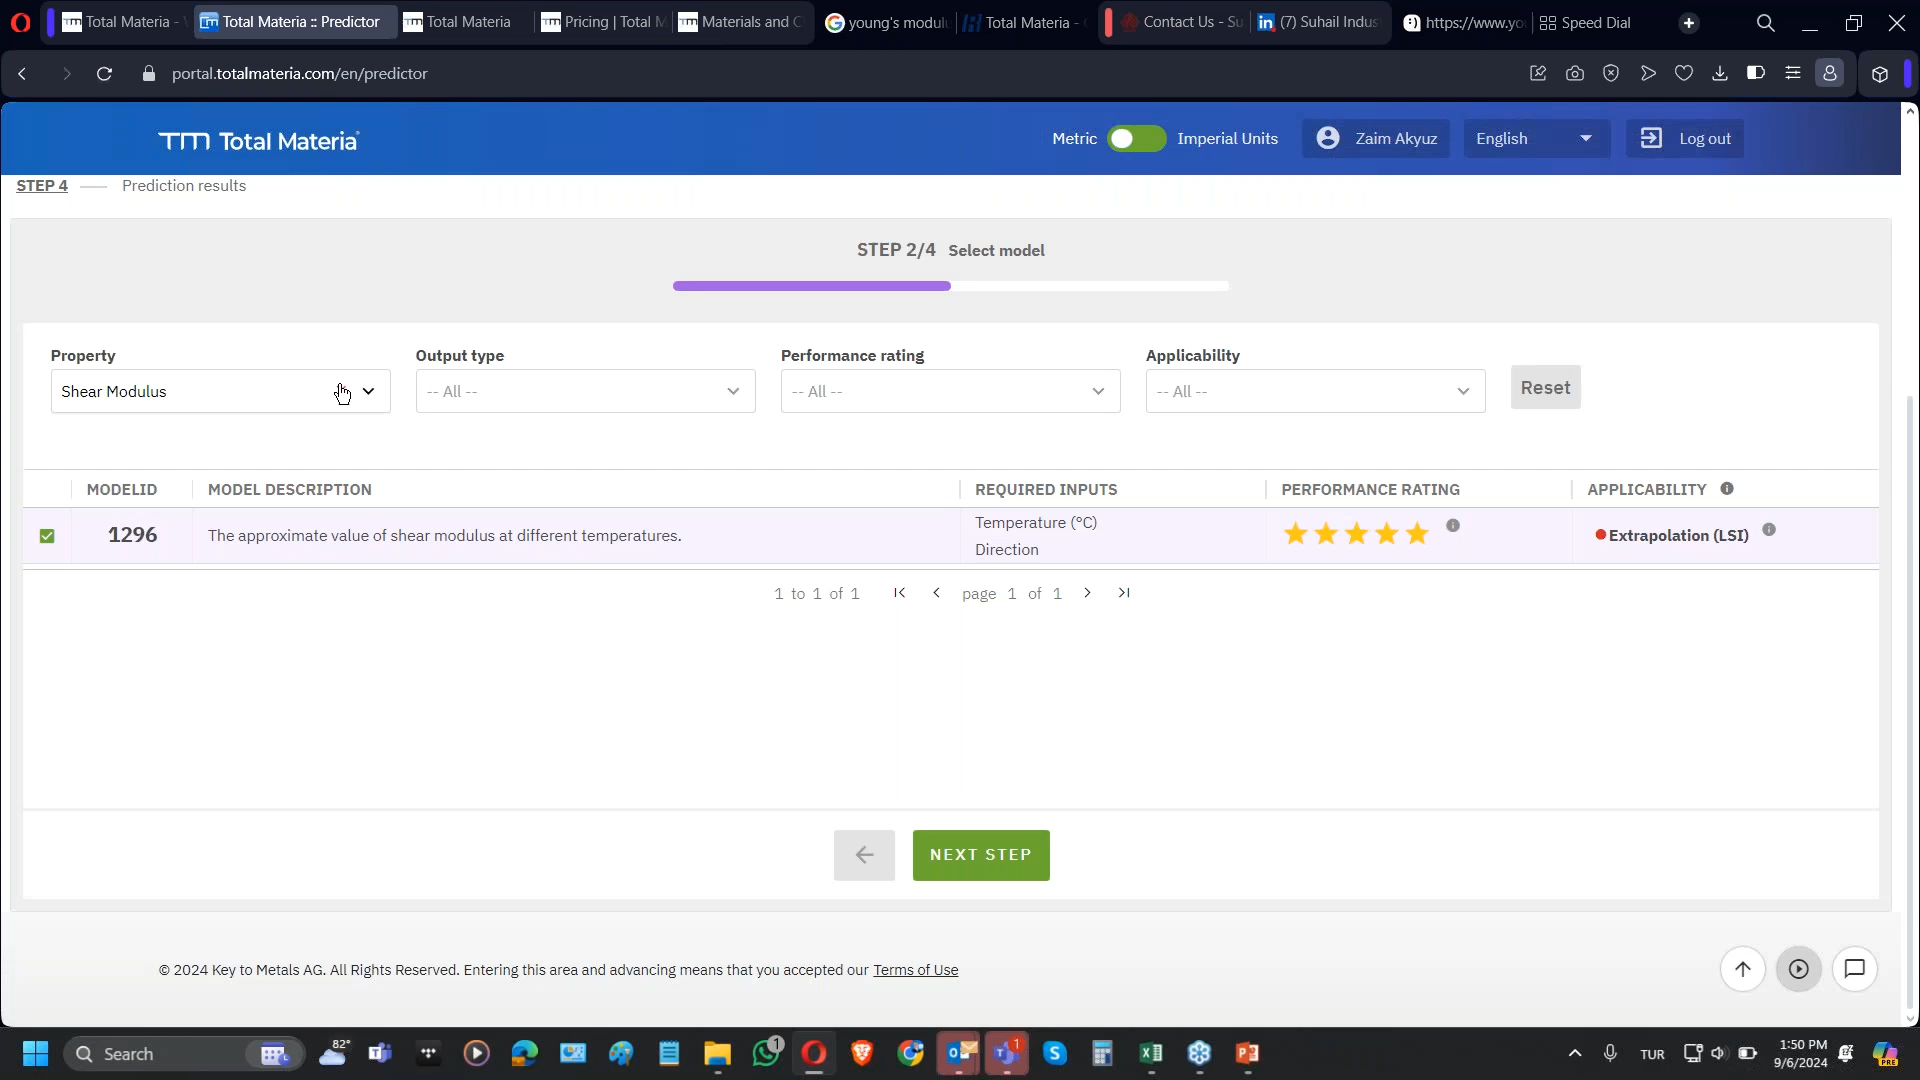 Total Materia -
Total Materia :: Predictor
Total Materia
Pricing | Total M
Materials and C
young's modul
Total Materia -
Contact Us - Su
(7) Suhail Indus
https://www.yo
Speed Dial
portal.totalmateria.com/en/predictor
Total Materia
Metric
Imperial Units
Zaim Akyuz
English
Log out
STEP 4
Prediction results
STEP 2/4 Select model
Property
Output type
Performance rating
Applicability
Shear Modulus
-- All --
-- All --
-- All --
Reset
MODELID
MODEL DESCRIPTION
REQUIRED INPUTS
PERFORMANCE RATING
APPLICABILITY
1296
The approximate value of shear modulus at different temperatures.
Temperature (°C)
Direction
Extrapolation (LSI)
1 to 1 of 1
page 1 of 1
NEXT STEP
© 2024 Key to Metals AG. All Rights Reserved. Entering this area and advancing means that you accepted our Terms of Use
Search
82°
1
1
TUR
1:50 PM
9/6/2024
PRE